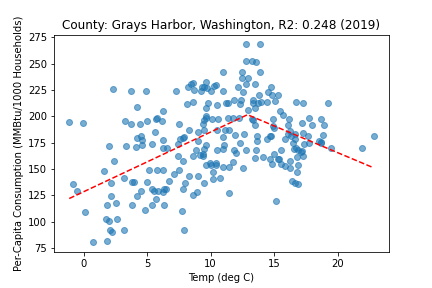 County: Grays Harbor, Washington, R2: 0.248 (2019)
Per-Capita Consumption (MMBtu/1000 Households)
275
250
225
200
175
150
125
100
75
0 5 10 15 20
Temp (deg C)